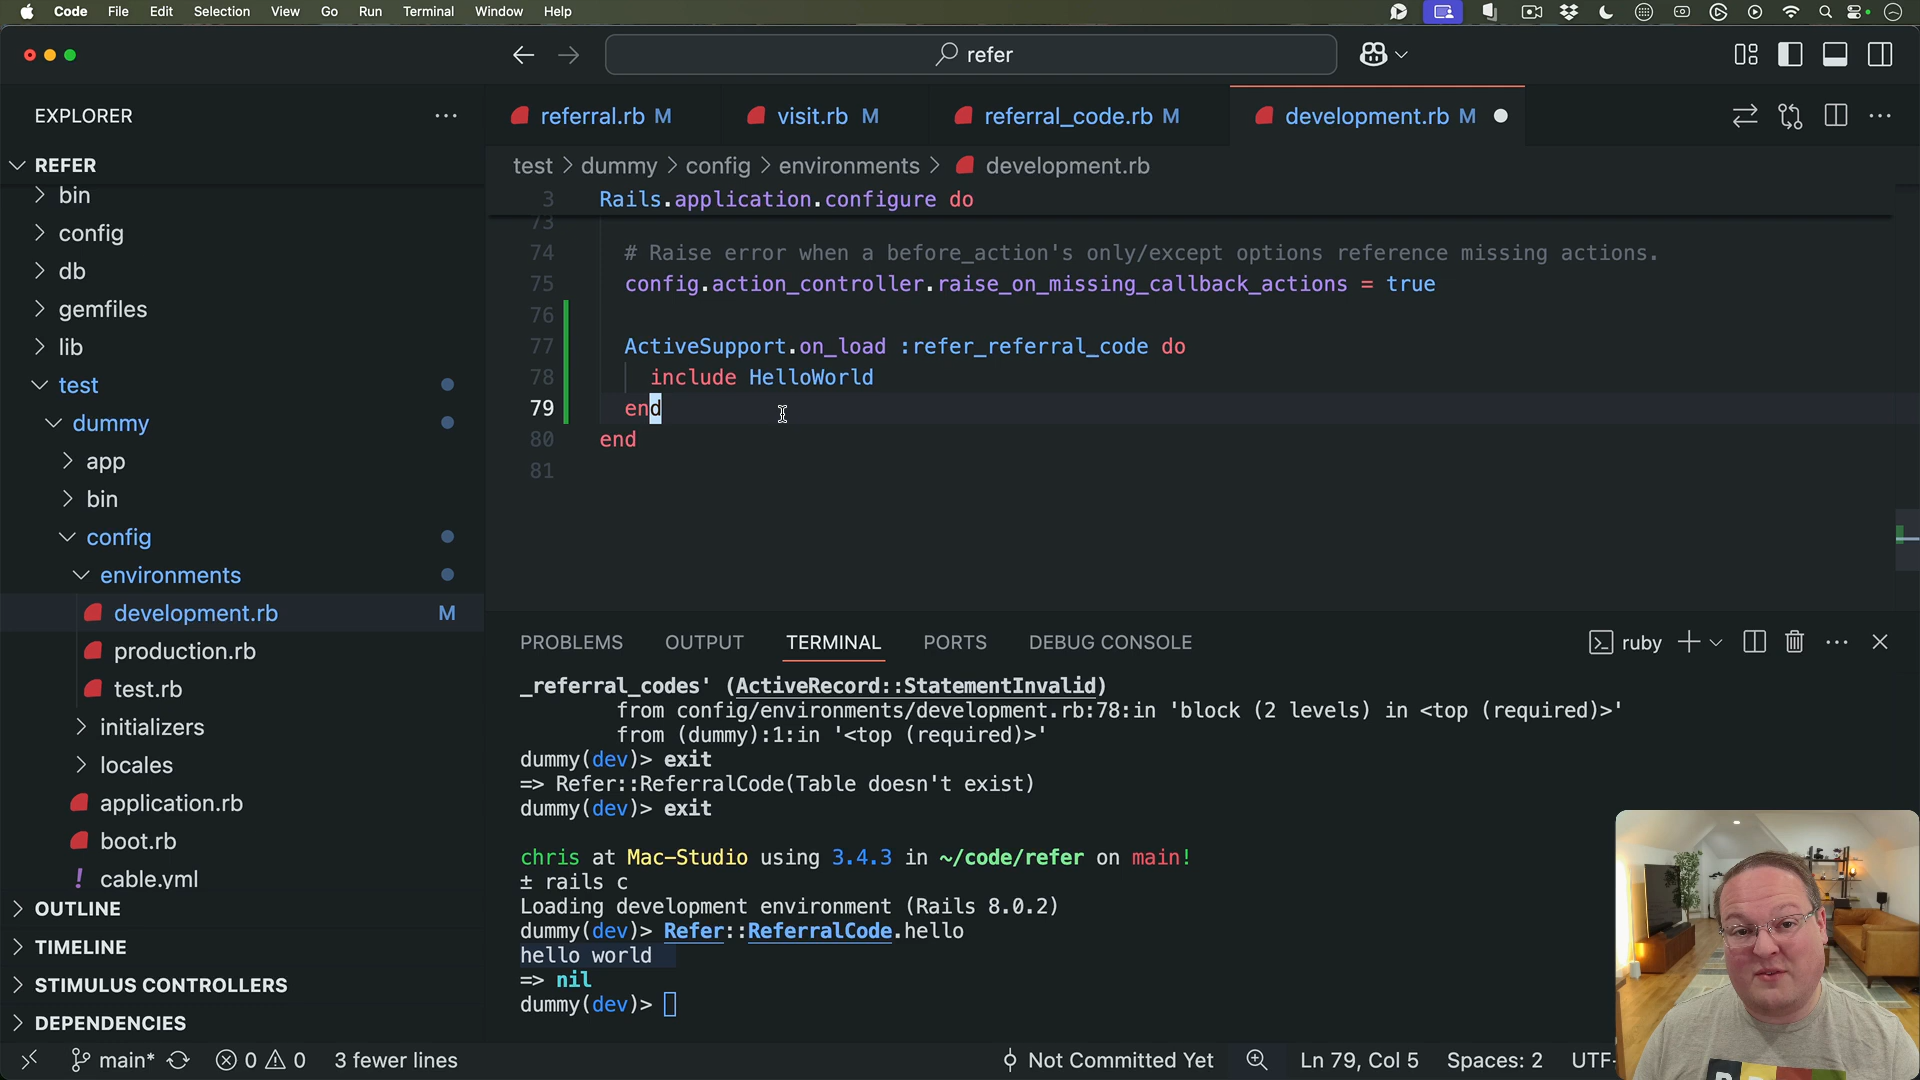 Code File Edit Selection View Go Run Terminal Window Help
refer
EXPLORER
referral.rb M
visit.rb M
referral_code.rb M
development.rb M
REFER
test > dummy > config > environments > development.rb
bin
config
db
gemfiles
lib
test
dummy
app
bin
config
environments
development.rb M
production.rb
test.rb
initializers
locales
application.rb
boot.rb
! cable.yml
OUTLINE
TIMELINE
STIMULUS CONTROLLERS
DEPENDENCIES
3 Rails.application.configure do
73
74 # Raise error when a before_action's only/except options reference missing actions.
75 config.action_controller.raise_on_missing_callback_actions = true
76
77 ActiveSupport.on_load :refer_referral_code do
78 include HelloWorld
79 end
80 end
81
PROBLEMS OUTPUT TERMINAL PORTS DEBUG CONSOLE
ruby
_referral_codes' (ActiveRecord::StatementInvalid)
from config/environments/development.rb:78:in 'block (2 levels) in <top (required)>'
from (dummy):1:in '<top (required)>'
dummy(dev)> exit
=> Refer::ReferralCode(Table doesn't exist)
dummy(dev)> exit
chris at Mac-Studio using 3.4.3 in ~/code/refer on main!
± rails c
Loading development environment (Rails 8.0.2)
dummy(dev)> Refer::ReferralCode.hello
hello world
=> nil
dummy(dev)>
main* 0 0 3 fewer lines
Not Committed Yet
Ln 79, Col 5
Spaces: 2
UTF-